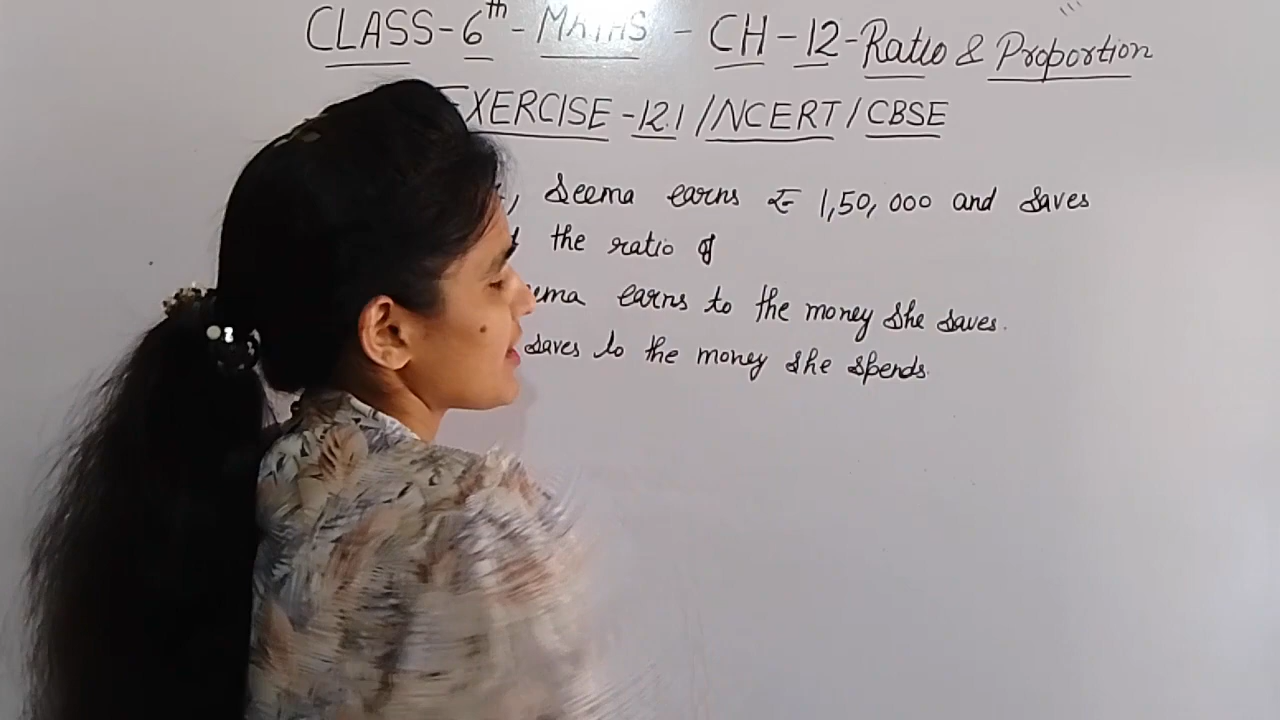 CLASS-6th-MATHS-CH-12-Ratio & Proportion
EXERCISE-12.1/NCERT/CBSE
, Seema earns ₹ 1,50,000 and saves
the ratio of
earns to the money she saves.
saves to the money she spends.